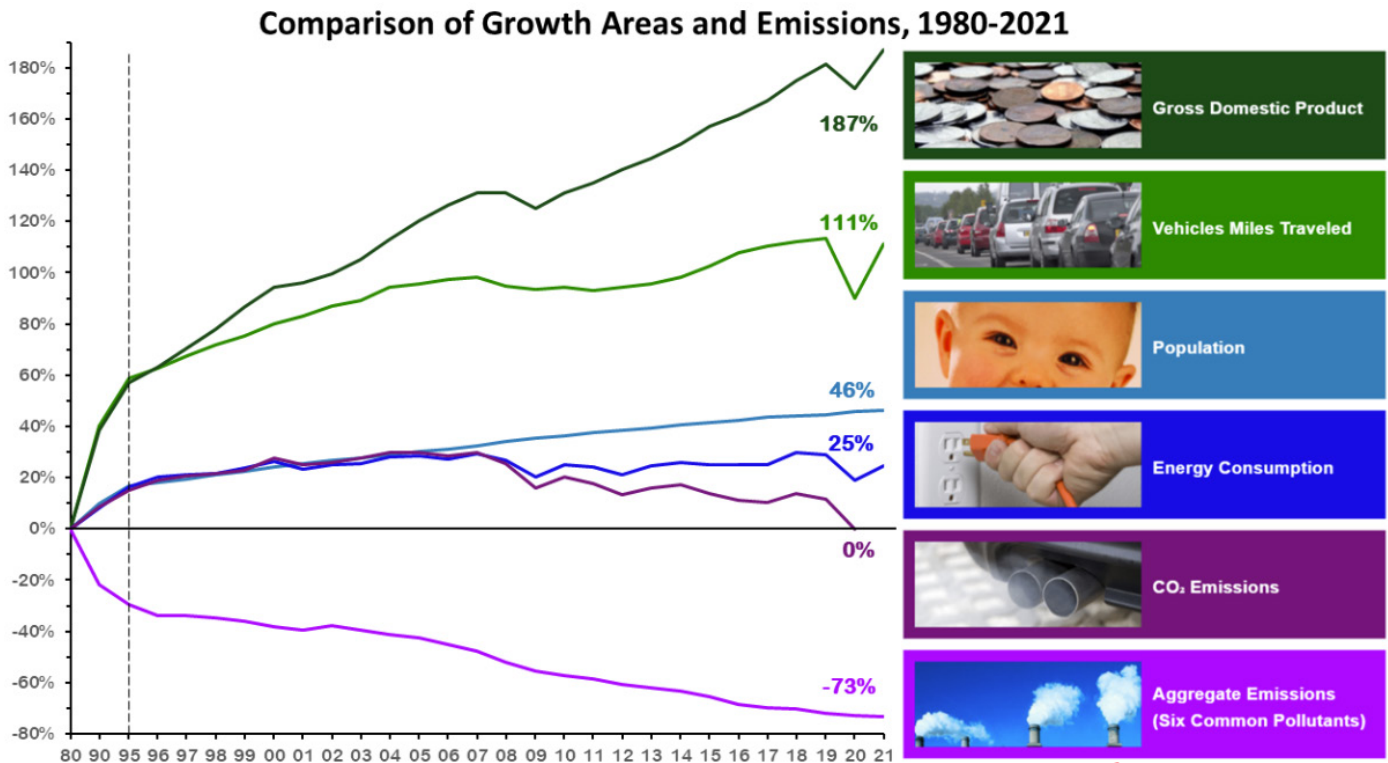 Comparison of Growth Areas and Emissions, 1980-2021
180%
160%
140%
120%
100%
80%
60%
40%
20%
0%
-20%
-40%
-60%
-80%
187%
111%
46%
25%
0%
-73%
80 90 95 96 97 98 99 00 01 02 03 04 05 06 07 08 09 10 11 12 13 14 15 16 17 18 19 20 21
Gross Domestic Product
Vehicles Miles Traveled
Population
Energy Consumption
CO₂ Emissions
Aggregate Emissions
(Six Common Pollutants)